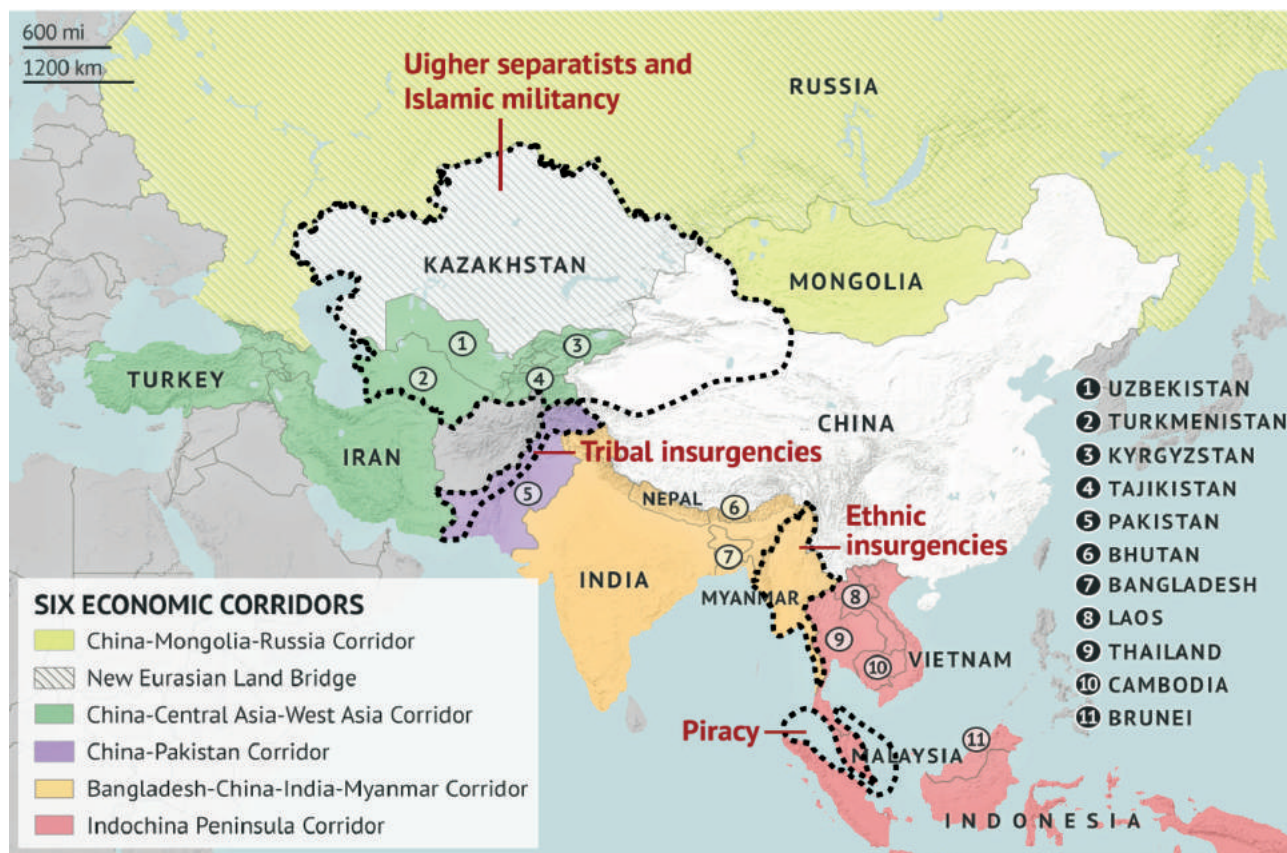 600 mi
1200 km
Uigher separatists and
Islamic militancy
RUSSIA
KAZAKHSTAN
MONGOLIA
1
3
2
4
TURKEY
CHINA
IRAN
Tribal insurgencies
5
NEPAL
6
Ethnic
insurgencies
7
INDIA
MYANMAR
8
9
VIETNAM
10
Piracy
MALAYSIA
11
INDONESIA
1 UZBEKISTAN
2 TURKMENISTAN
3 KYRGYZSTAN
4 TAJIKISTAN
5 PAKISTAN
6 BHUTAN
7 BANGLADESH
8 LAOS
9 THAILAND
10 CAMBODIA
11 BRUNEI
SIX ECONOMIC CORRIDORS
China-Mongolia-Russia Corridor
New Eurasian Land Bridge
China-Central Asia-West Asia Corridor
China-Pakistan Corridor
Bangladesh-China-India-Myanmar Corridor
Indochina Peninsula Corridor